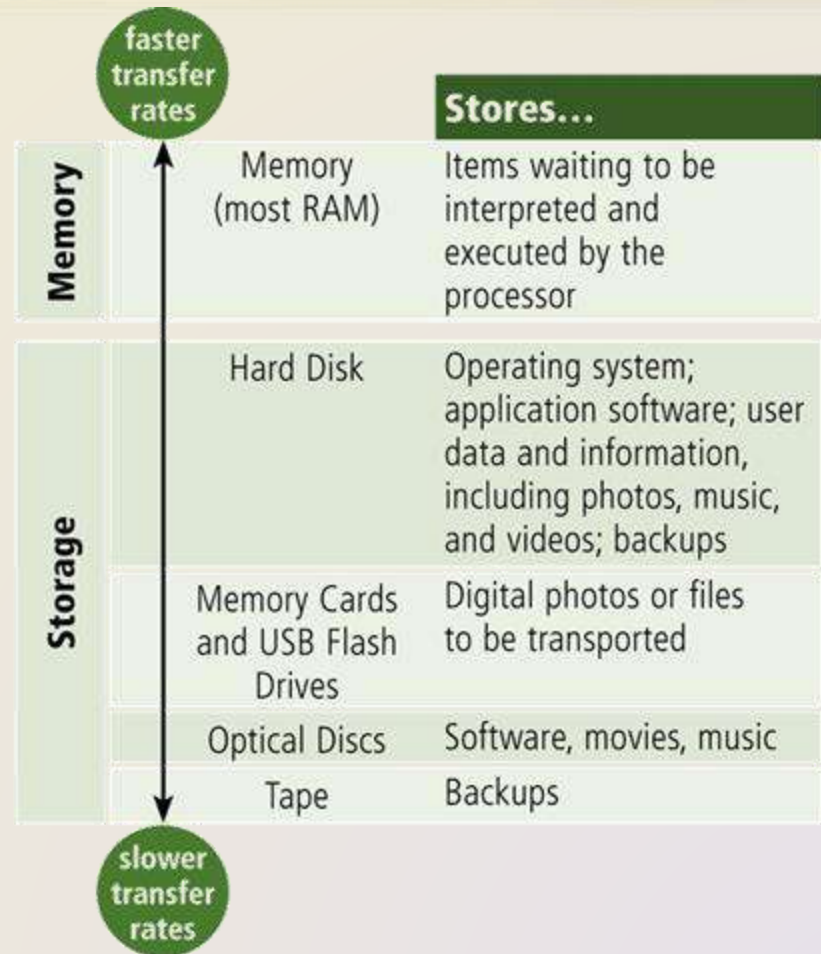 faster
transfer
rates
Stores...
Memory
Memory
(most RAM)
Items waiting to be
interpreted and
executed by the
processor
Storage
Hard Disk
Operating system;
application software; user
data and information,
including photos, music,
and videos; backups
Memory Cards
and USB Flash
Drives
Digital photos or files
to be transported
Optical Discs
Software, movies, music
Tape
Backups
slower
transfer
rates